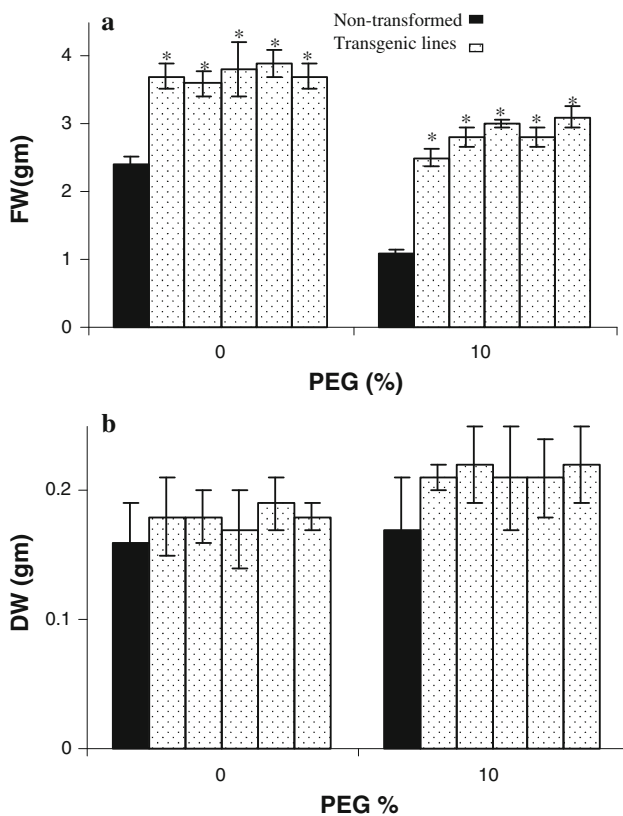 a
Non-transformed
Transgenic lines
4
3
2
1
0
FW(gm)
* * * * *
* * * * *
0 10
PEG (%)
b
0.2
0.1
0
DW (gm)
0 10
PEG %